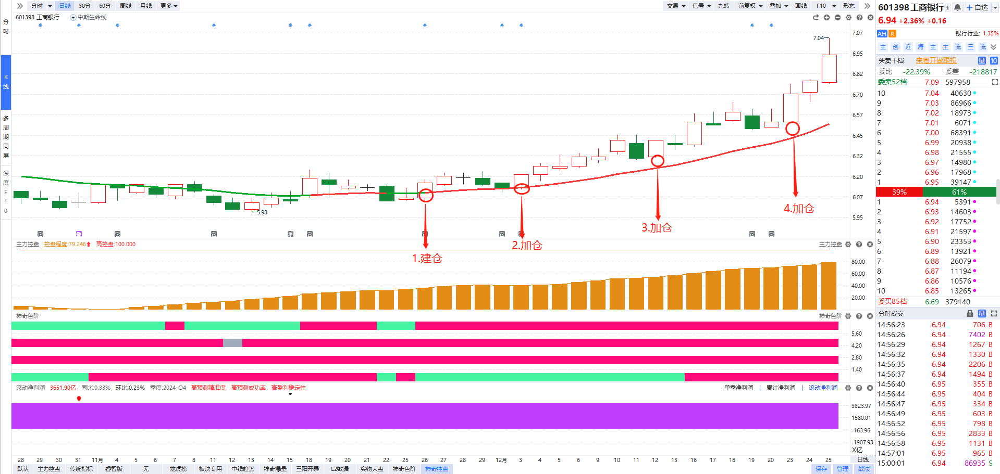 分时 日线 30分 60分 周线 月线 更多
交易 信号 九转 前复权 叠加 画线 F10 形态
601398 工商银行 中期生命线
分时
K线
多周期同屏
深度F10
7.07
7.04
6.95
6.82
6.70
6.57
6.45
6.32
6.20
6.07
5.95
5.98
1.建仓
2.加仓
3.加仓
4.加仓
主力控盘 控盘程度:79.246 高控盘:100.000
主力控盘
80.00
60.00
40.00
20.00
神奇色阶
神奇色阶
5.60
4.20
2.80
1.40
滚动净利润 3651.90亿 同比:0.33% 环比:0.23% 季度:2024-Q4 高预测精准度，高预测成功率，高盈利稳定性
单季净利润 | 累计净利润 | 滚动净利润
3323.97
1580.01
-163.96
-1907.93
X亿
28 29 30 31 11月 4 5 6 7 8 11 12 13 14 15 18 19 20 21 22 25 26 27 28 29 12月 3 4 5 6 9 10 11 12 13 16 17 18 19 20 23 24 25 日线
默认 主力控盘 传统指标 睿智版 无 龙虎榜 板块专用 中线趋势 神奇爆星 三阳开泰 L2数据 实物大盘 神奇色阶 神奇控盘
保存 管理 战法
601398 工商银行 自选
6.94 +2.36% +0.16
AH R 银行行业: 1.35%
主 创 近 海 主 主 流 三 流
买卖十档 来粤开做跟投 量 10
委比 -22.39% 委差 -218817
委卖52档 7.09 597958
10 7.04 40630
9 7.03 86966
8 7.02 18973
7 7.01 6071
6 7.00 68391
5 6.99 20938
4 6.98 21555
3 6.97 14980
2 6.96 17968
1 6.95 39147
39% 61%
1 6.94 5391
2 6.93 14603
3 6.92 17752
4 6.91 21597
5 6.90 23353
6 6.89 13921
7 6.88 26079
8 6.87 11194
9 6.86 10576
10 6.85 13265
委买85档 6.69 379140
分时成交 量
14:56:23 6.94 706 B
14:56:26 6.94 7402 B
14:56:29 6.94 1267 B
14:56:32 6.94 1330 B
14:56:35 6.94 2206 B
14:56:37 6.94 1494 B
14:56:40 6.95 355 B
14:56:44 6.95 404 B
14:56:47 6.95 334 B
14:56:49 6.95 603 B
14:56:52 6.95 798 B
14:56:56 6.95 2833 B
14:56:58 6.95 1131 B
14:57:01 6.95 965 B
15:00:01 6.94 86935 S